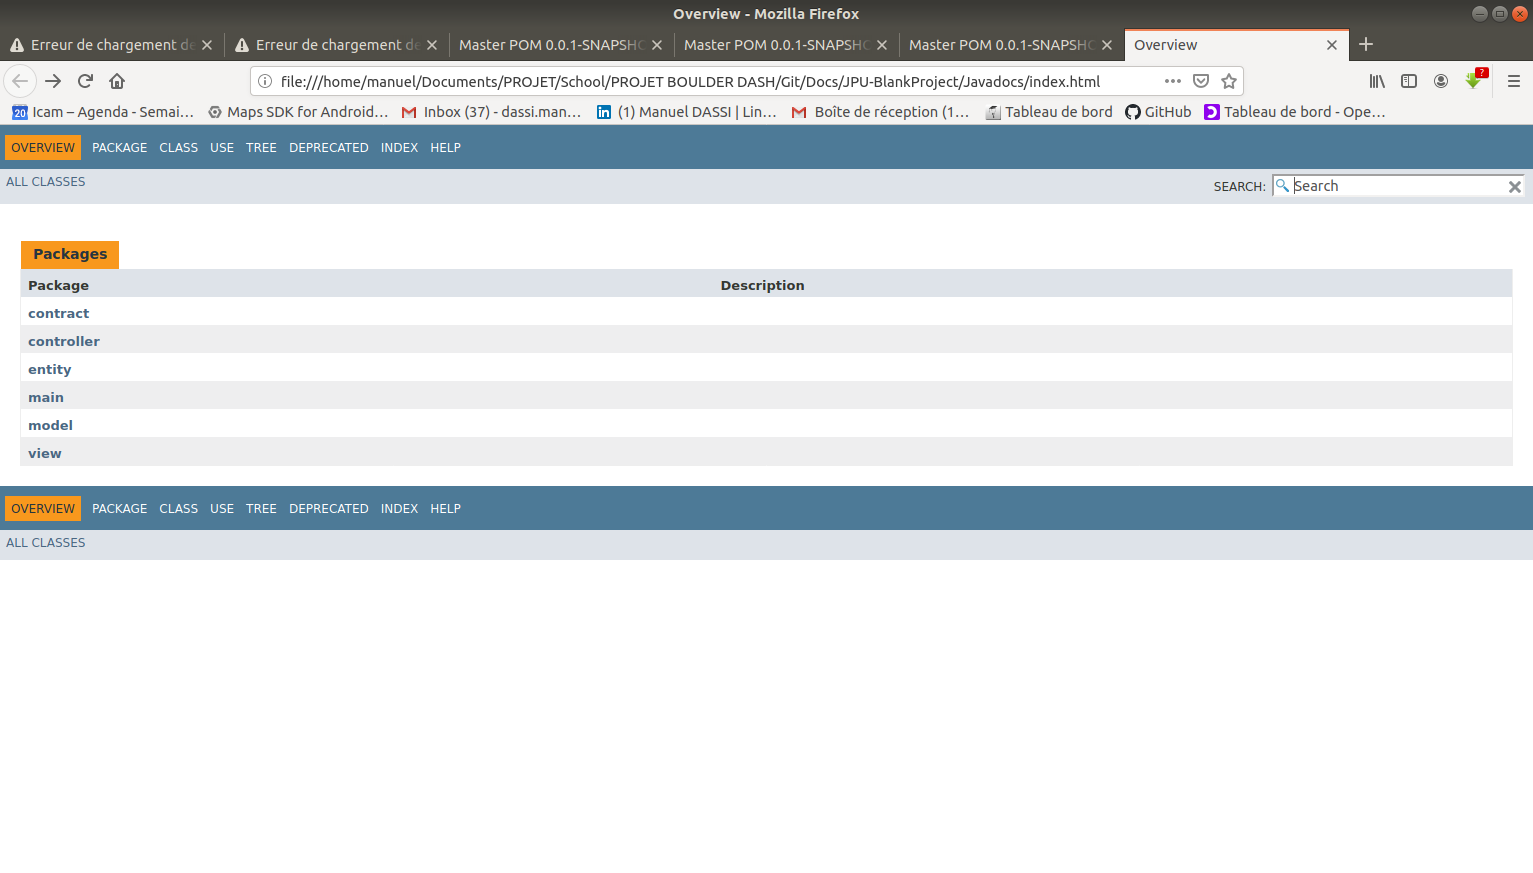 Overview - Mozilla Firefox
Erreur de chargement de Erreur de chargement de Master POM 0.0.1-SNAPSHO Master POM 0.0.1-SNAPSHO Master POM 0.0.1-SNAPSHO Overview
file:///home/manuel/Documents/PROJET/School/PROJET BOULDER DASH/Git/Docs/JPU-BlankProject/Javadocs/index.html ?
20 Icam – Agenda - Semai… Maps SDK for Android… Inbox (37) - dassi.man… in (1) Manuel DASSI | Lin… Boîte de réception (1… Tableau de bord GitHub Tableau de bord - Ope…
OVERVIEW PACKAGE CLASS USE TREE DEPRECATED INDEX HELP
ALL CLASSES SEARCH: Search
Packages
Package Description
contract
controller
entity
main
model
view
OVERVIEW PACKAGE CLASS USE TREE DEPRECATED INDEX HELP
ALL CLASSES